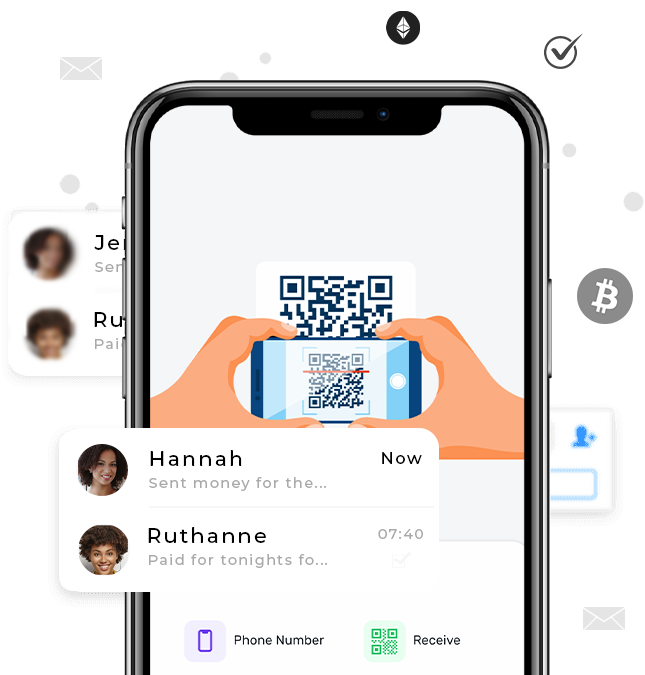 Je
Sen
Ru
Paid
Hannah
Now
Sent money for the...
Ruthanne
07:40
Paid for tonights fo...
Phone Number
Receive